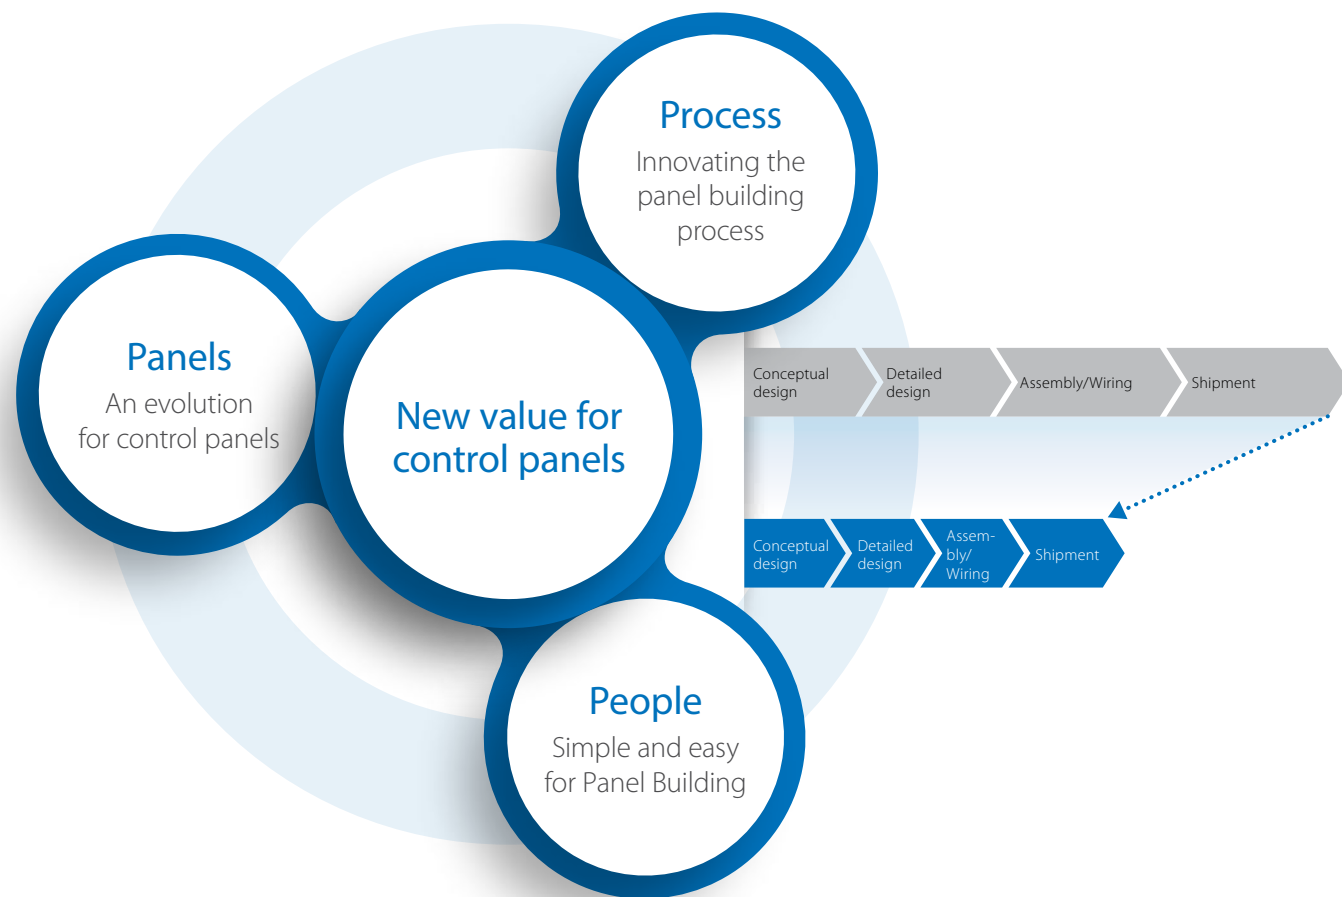 Process
Innovating the
panel building
process
Panels
An evolution
for control panels
New value for
control panels
Conceptual
design
Detailed
design
Assembly/Wiring
Shipment
Conceptual
design
Detailed
design
Assem-
bly/
Wiring
Shipment
People
Simple and easy
for Panel Building